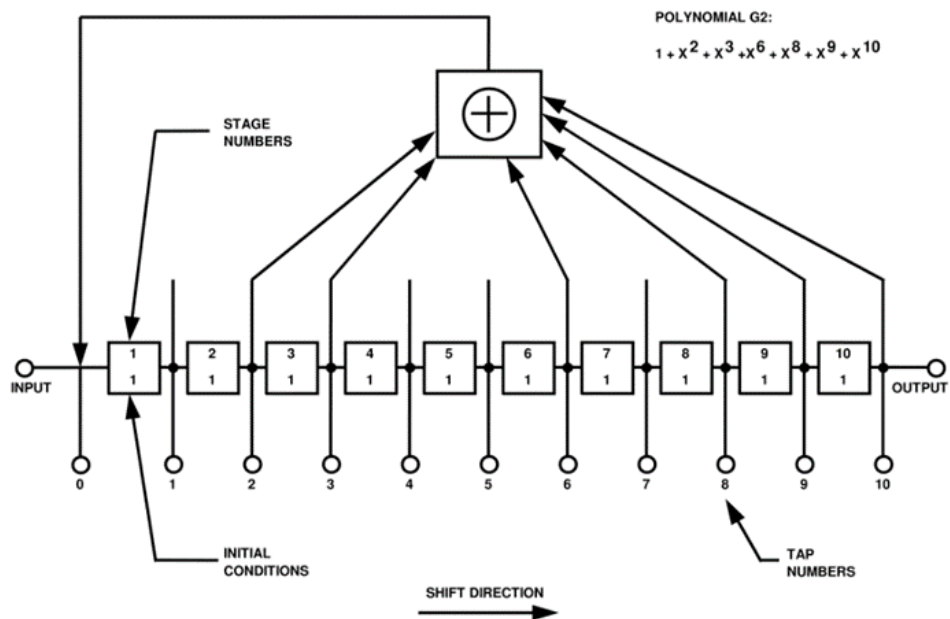 POLYNOMIAL G2:
1 + X² + X³ +X⁶ + X⁸ + X⁹ + X¹⁰
STAGE
NUMBERS
1 2 3 4 5 6 7 8 9 10
1 1 1 1 1 1 1 1 1 1
INPUT
OUTPUT
0 1 2 3 4 5 6 7 8 9 10
INITIAL
CONDITIONS
TAP
NUMBERS
SHIFT DIRECTION